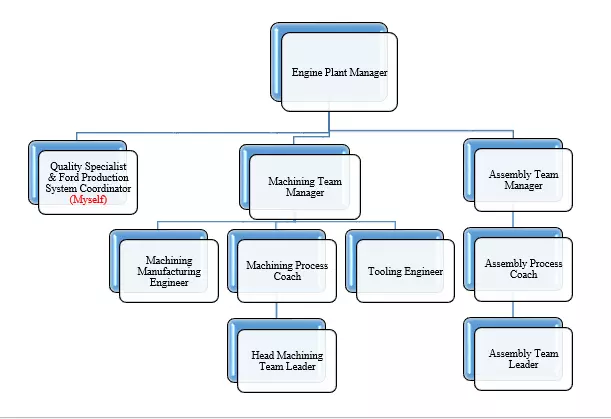 Engine Plant Manager
Quality Specialist
& Ford Production
System Coordinator
(Myself)
Machining Team
Manager
Assembly Team
Manager
Machining
Manufacturing
Engineer
Machining Process
Coach
Tooling Engineer
Assembly Process
Coach
Head Machining
Team Leader
Assembly Team
Leader